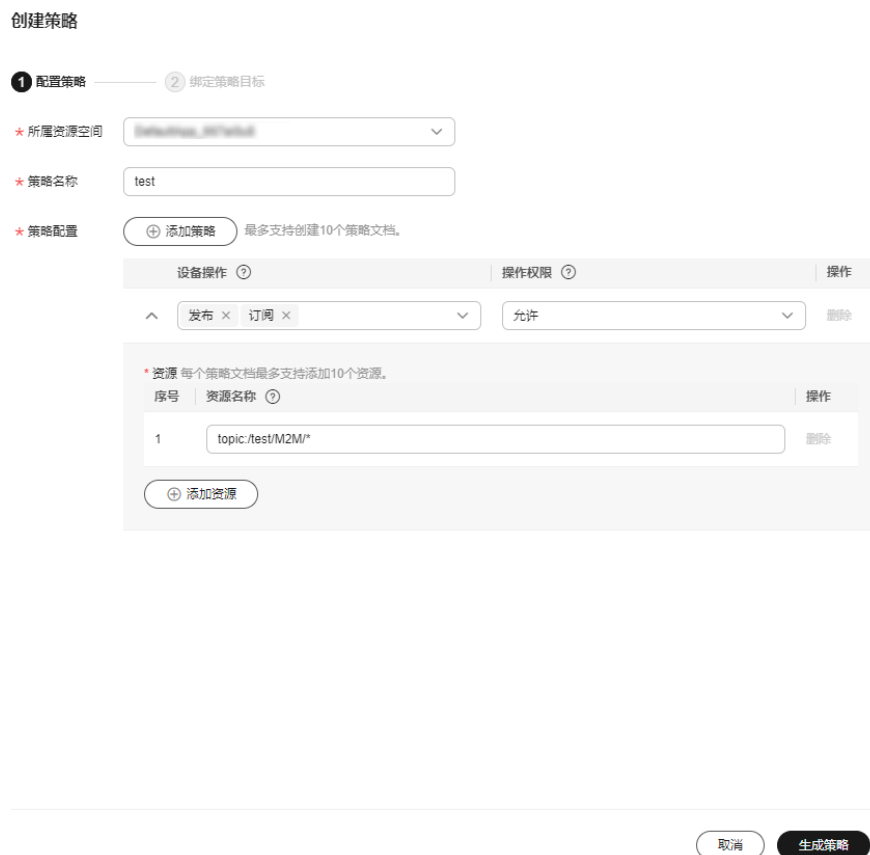 创建策略
1 配置策略 2 绑定策略目标
* 所属资源空间
* 策略名称 test
* 策略配置 添加策略 最多支持创建10个策略文档。
设备操作 ? 操作权限 ? 操作
发布 × 订阅 × 允许 删除
* 资源 每个策略文档最多支持添加10个资源。
序号 资源名称 ? 操作
1 topic:/test/M2M/* 删除
添加资源
取消 生成策略